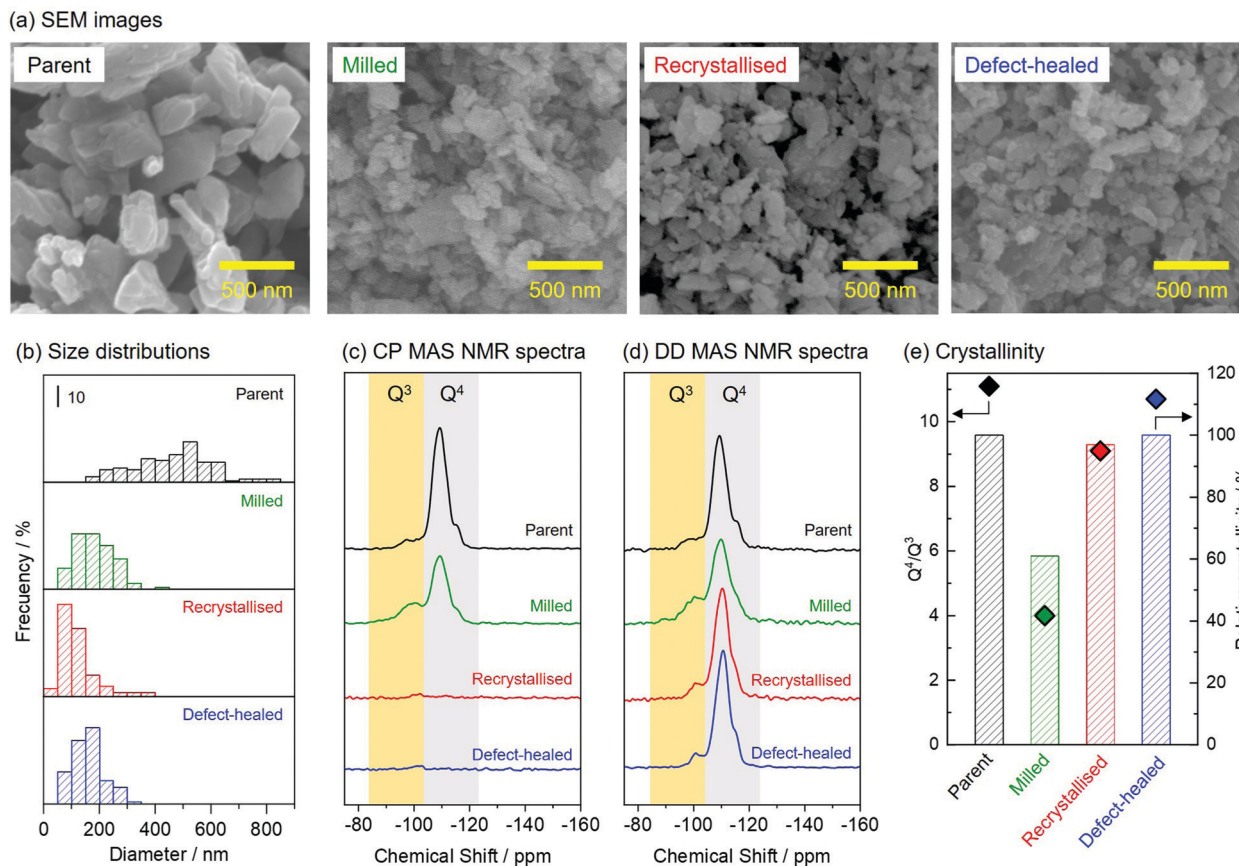 (a) SEM images
Parent
Milled
Recrystallised
Defect-healed
500 nm
500 nm
500 nm
500 nm
(b) Size distributions
10
Parent
Milled
Recrystallised
Defect-healed
Frecuency / %
0
200
400
600
800
Diameter / nm
(c) CP MAS NMR spectra
Q³
Q⁴
Parent
Milled
Recrystallised
Defect-healed
-80
-100
-120
-140
-160
Chemical Shift / ppm
(d) DD MAS NMR spectra
Q³
Q⁴
Parent
Milled
Recrystallised
Defect-healed
-80
-100
-120
-140
-160
Chemical Shift / ppm
(e) Crystallinity
Q⁴/Q³
10
8
6
4
2
0
120
100
80
60
40
20
0
Parent
Milled
Recrystallised
Defect-healed